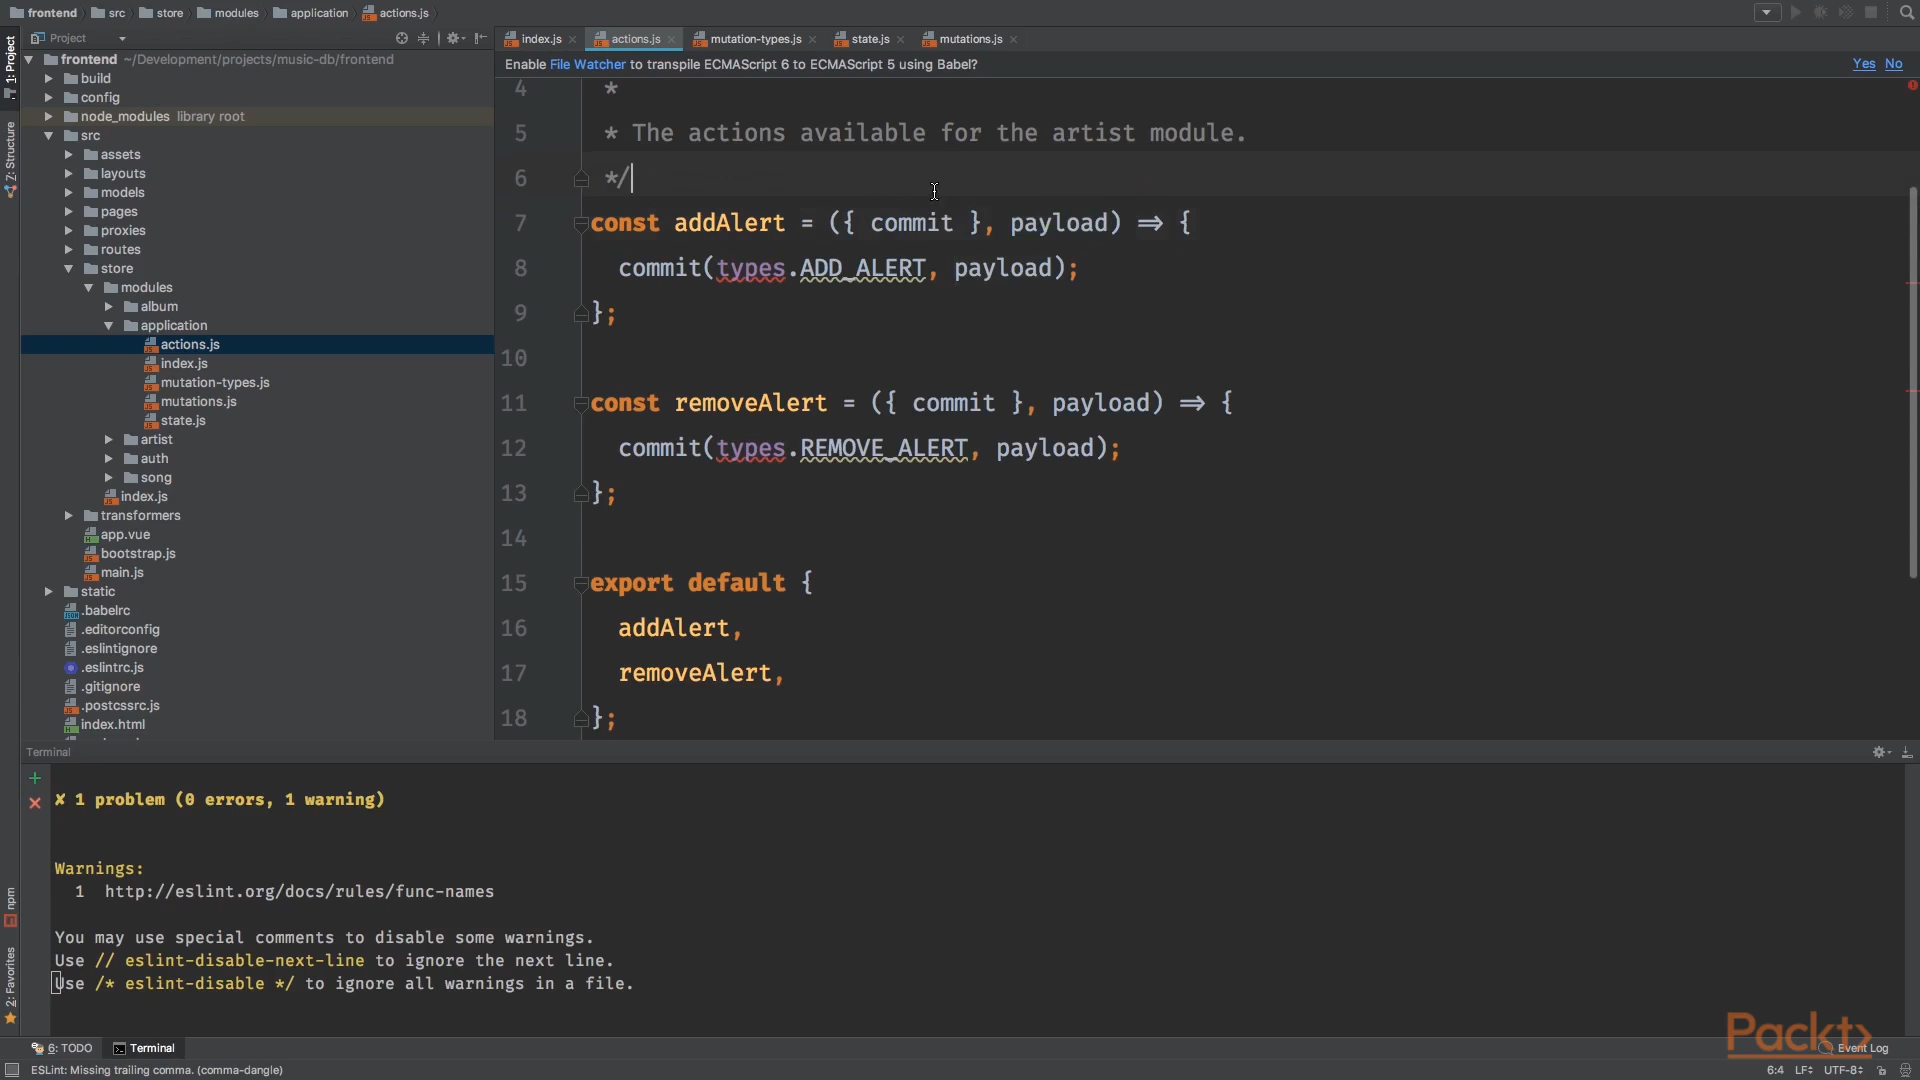 frontend src store modules application actions.js
1: Project
Z: Structure
npm
2: Favorites
Project
frontend ~/Development/projects/music-db/frontend
build
config
node_modules library root
src
assets
layouts
models
pages
proxies
routes
store
modules
album
application
actions.js
index.js
mutation-types.js
mutations.js
state.js
artist
auth
song
index.js
transformers
app.vue
bootstrap.js
main.js
static
.babelrc
.editorconfig
.eslintignore
.eslintrc.js
.gitignore
.postcssrc.js
index.html
index.js actions.js mutation-types.js state.js mutations.js
Enable File Watcher to transpile ECMAScript 6 to ECMAScript 5 using Babel? Yes No
4 *
5 * The actions available for the artist module.
6 */
7 const addAlert = ({ commit }, payload) => {
8 commit(types.ADD_ALERT, payload);
9 };
10
11 const removeAlert = ({ commit }, payload) => {
12 commit(types.REMOVE_ALERT, payload);
13 };
14
15 export default {
16 addAlert,
17 removeAlert,
18 };
Terminal
✘ 1 problem (0 errors, 1 warning)
Warnings:
1 http://eslint.org/docs/rules/func-names
You may use special comments to disable some warnings.
Use // eslint-disable-next-line to ignore the next line.
Use /* eslint-disable */ to ignore all warnings in a file.
Packt>
6: TODO Terminal Event Log
ESLint: Missing trailing comma. (comma-dangle) 6:4 LF÷ UTF-8÷